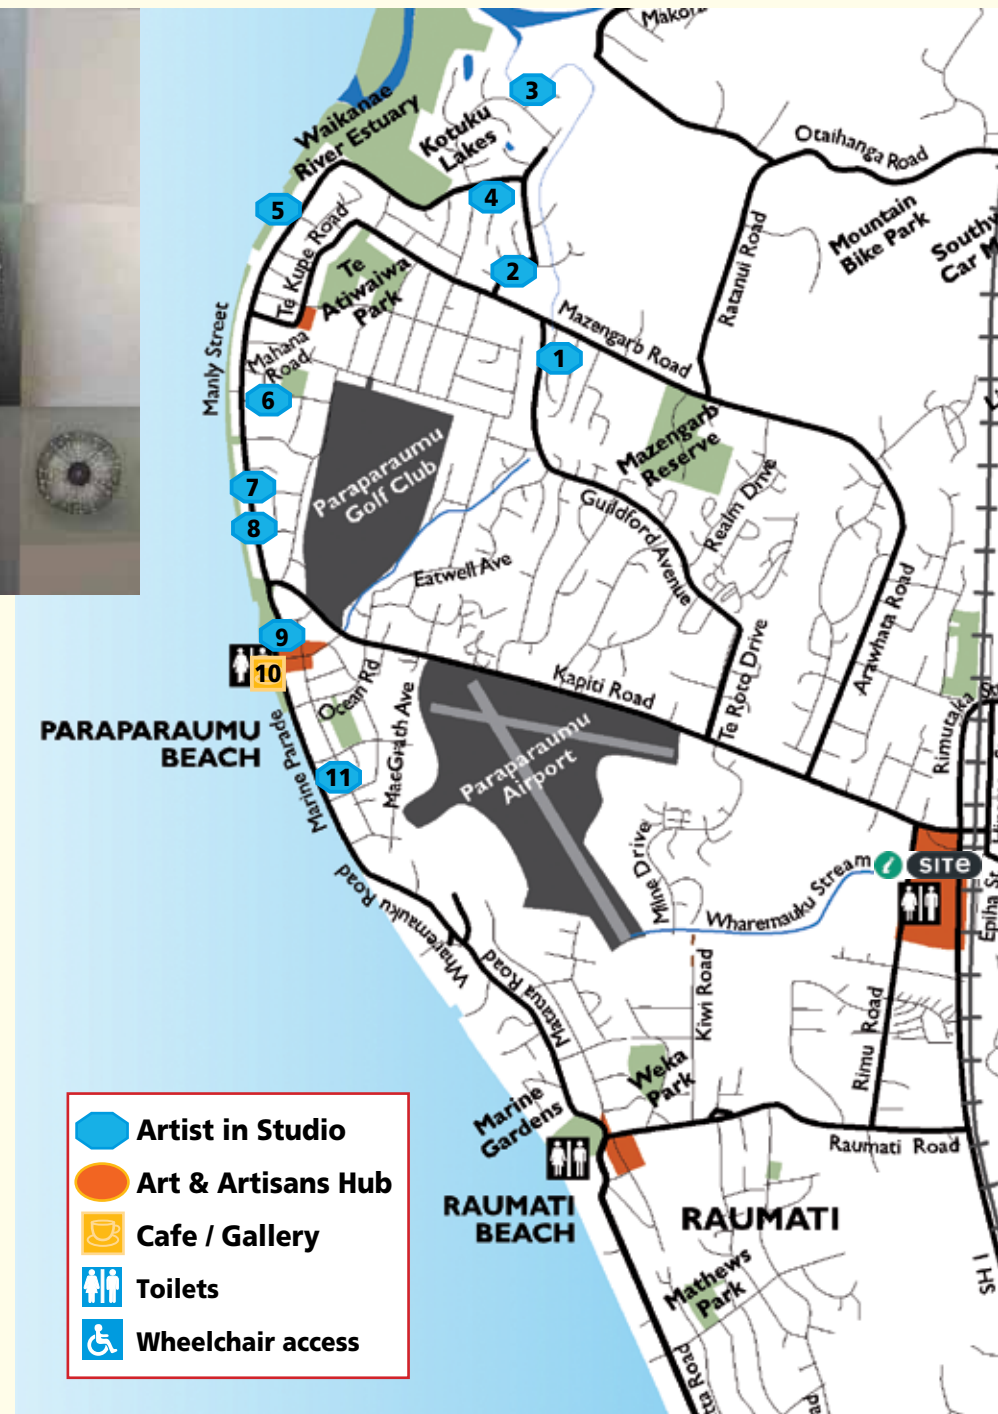 Makora
3
Waikanae
River Estuary
Kotuku
Lakes
Otaihanga Road
4
5
Te Kupe Road
Ratanui Road
Mountain
Bike Park
Car M
2
Te
Atiwaiwa
Park
Manly Street
Mazengarb Road
Mahana
Road
1
6
Mazengarb
Reserve
Paraparaumu
Golf Club
7
8
Guildford Avenue
Realm Drive
Eatwell Ave
Arawhata Road
9
10
Te Roto Drive
Kapiti Road
Ocean Rd
MacGrath Ave
Rimutaka St
PARAPARAUMU
BEACH
Marine Parade
11
Paraparaumu
Airport
Mine Drive
Wharemauku Stream
i SITE
Epiha St
Wharemauku Road
Matatua Road
Kiwi Road
Rimu Road
Weka
Park
Marine
Gardens
Raumati Road
RAUMATI
BEACH
RAUMATI
SH 1
Mathews
Park
Artist in Studio
Art & Artisans Hub
Cafe / Gallery
Toilets
Wheelchair access